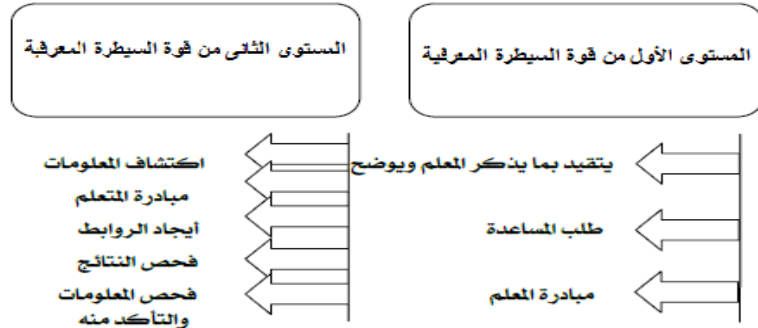 المستوى الأول من قوة السيطرة المعرفية
يتقيد بما يذكر المعلم ويوضح
طلب المساعدة
مبادرة المعلم
المستوى الثانى من قوة السيطرة المعرفية
اكتشاف المعلومات
مبادرة المتعلم
أيجاد الروابط
فحص النتائج
فحص المعلومات
والتأكد منه